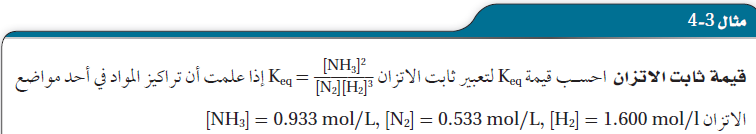 مثال 3-4
قيمة ثابت الاتزان احسب قيمة Keq لتعبير ثابت الاتزان Keq = [NH₃]² / [N₂][H₂]³ إذا علمت أن تراكيز المواد في أحد مواضع
الاتزان [NH₃] = 0.933 mol/L, [N₂] = 0.533 mol/L, [H₂] = 1.600 mol/l